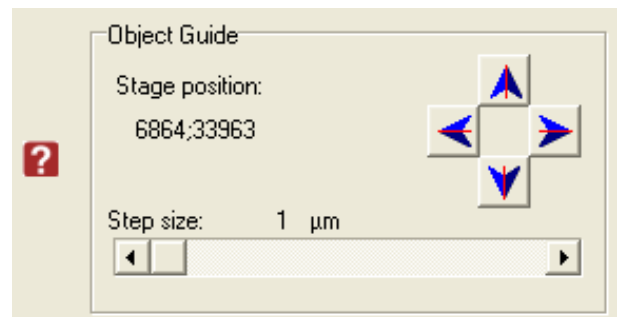 Object Guide
Stage position:
6864;33963
?
Step size: 1 µm